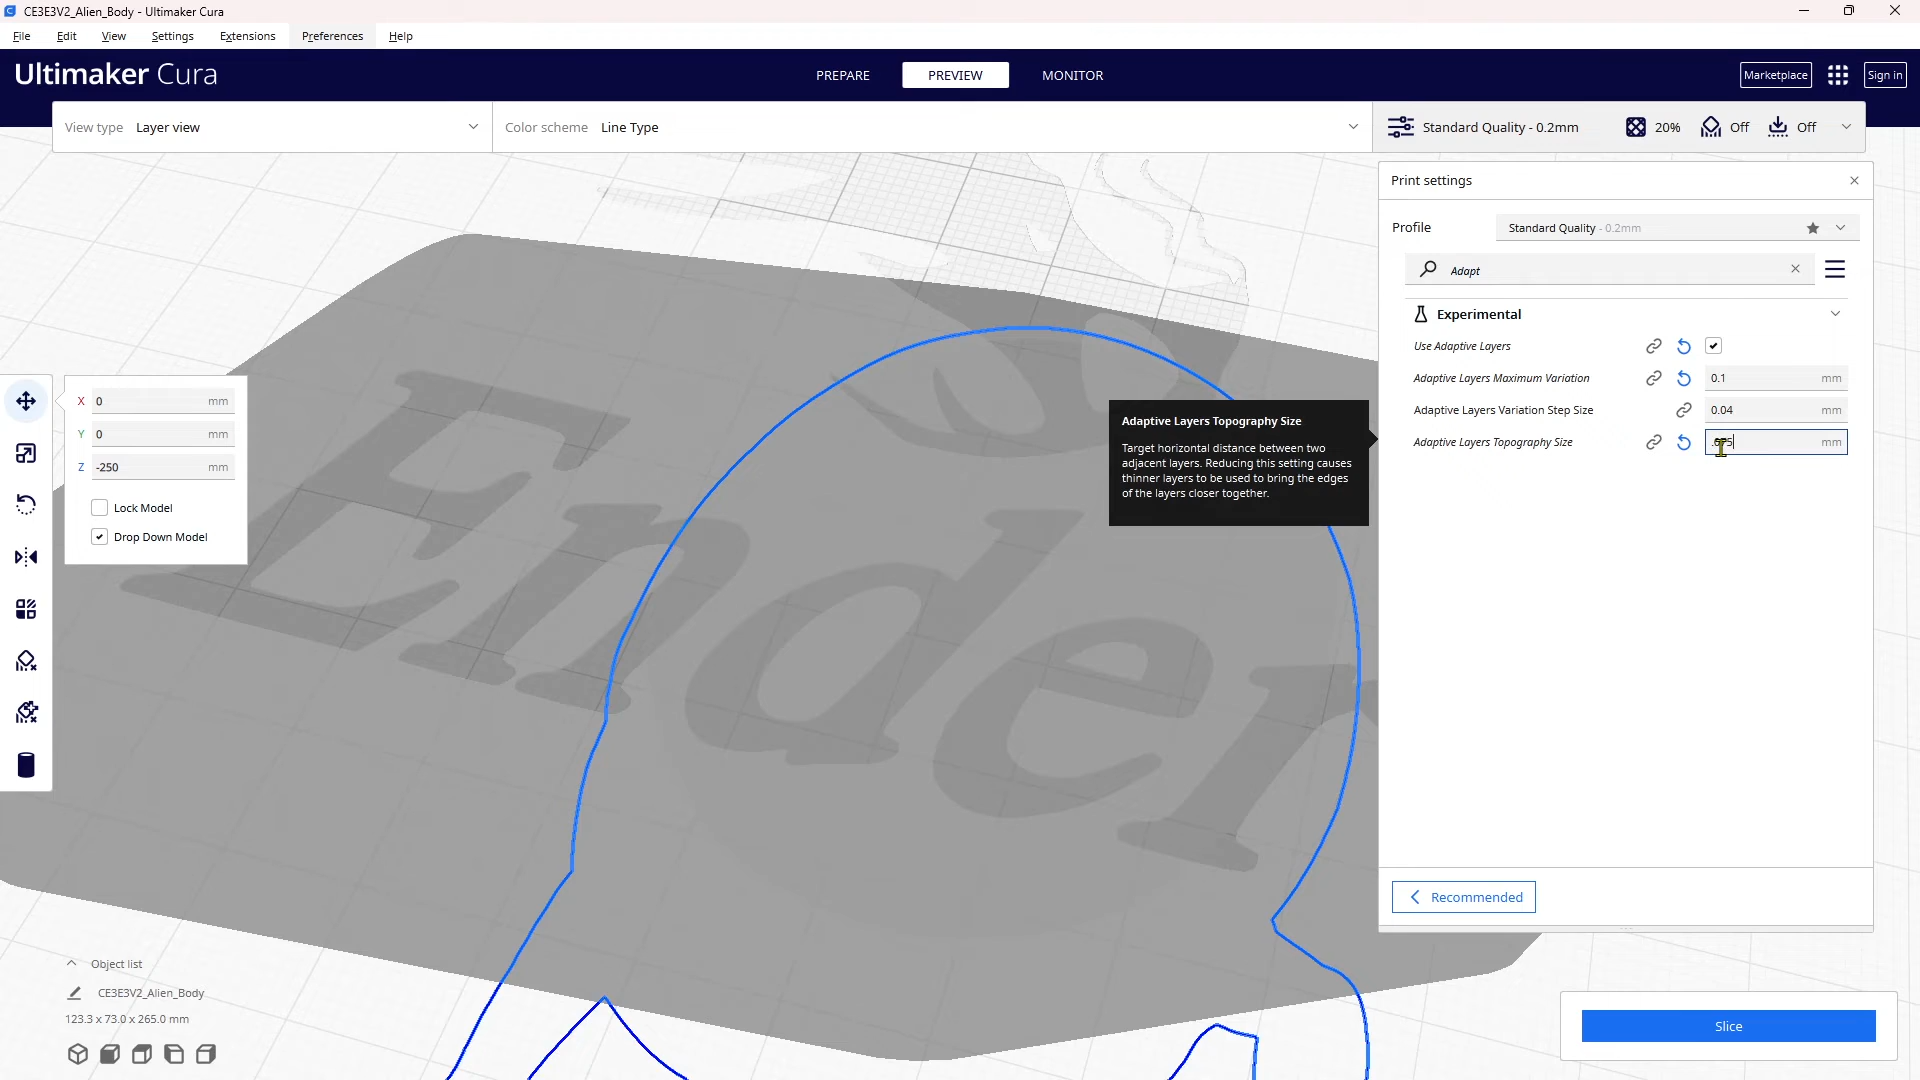 CE3E3V2_Alien_Body - Ultimaker Cura
File Edit View Settings Extensions Preferences Help
Ultimaker Cura
PREPARE PREVIEW MONITOR
Marketplace
Sign in
View type Layer view
Color scheme Line Type
Standard Quality - 0.2mm
20%
Off
Off
Print settings
Profile
Standard Quality - 0.2mm
Adapt
Experimental
Use Adaptive Layers
Adaptive Layers Maximum Variation 0.1 mm
Adaptive Layers Variation Step Size 0.04 mm
Adaptive Layers Topography Size mm
Adaptive Layers Topography Size
Target horizontal distance between two
adjacent layers. Reducing this setting causes
thinner layers to be used to bring the edges
of the layers closer together.
X 0 mm
Y 0 mm
Z -250 mm
Lock Model
Drop Down Model
Ender
Recommended
Object list
CE3E3V2_Alien_Body
123.3 x 73.0 x 265.0 mm
Slice